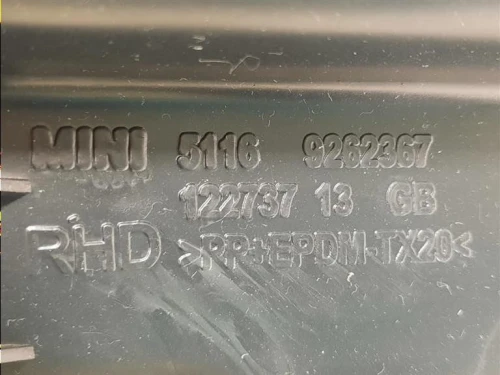 MINI 5116 9262367
122737 13 GB
RHD >PP+EPDM-TX20<